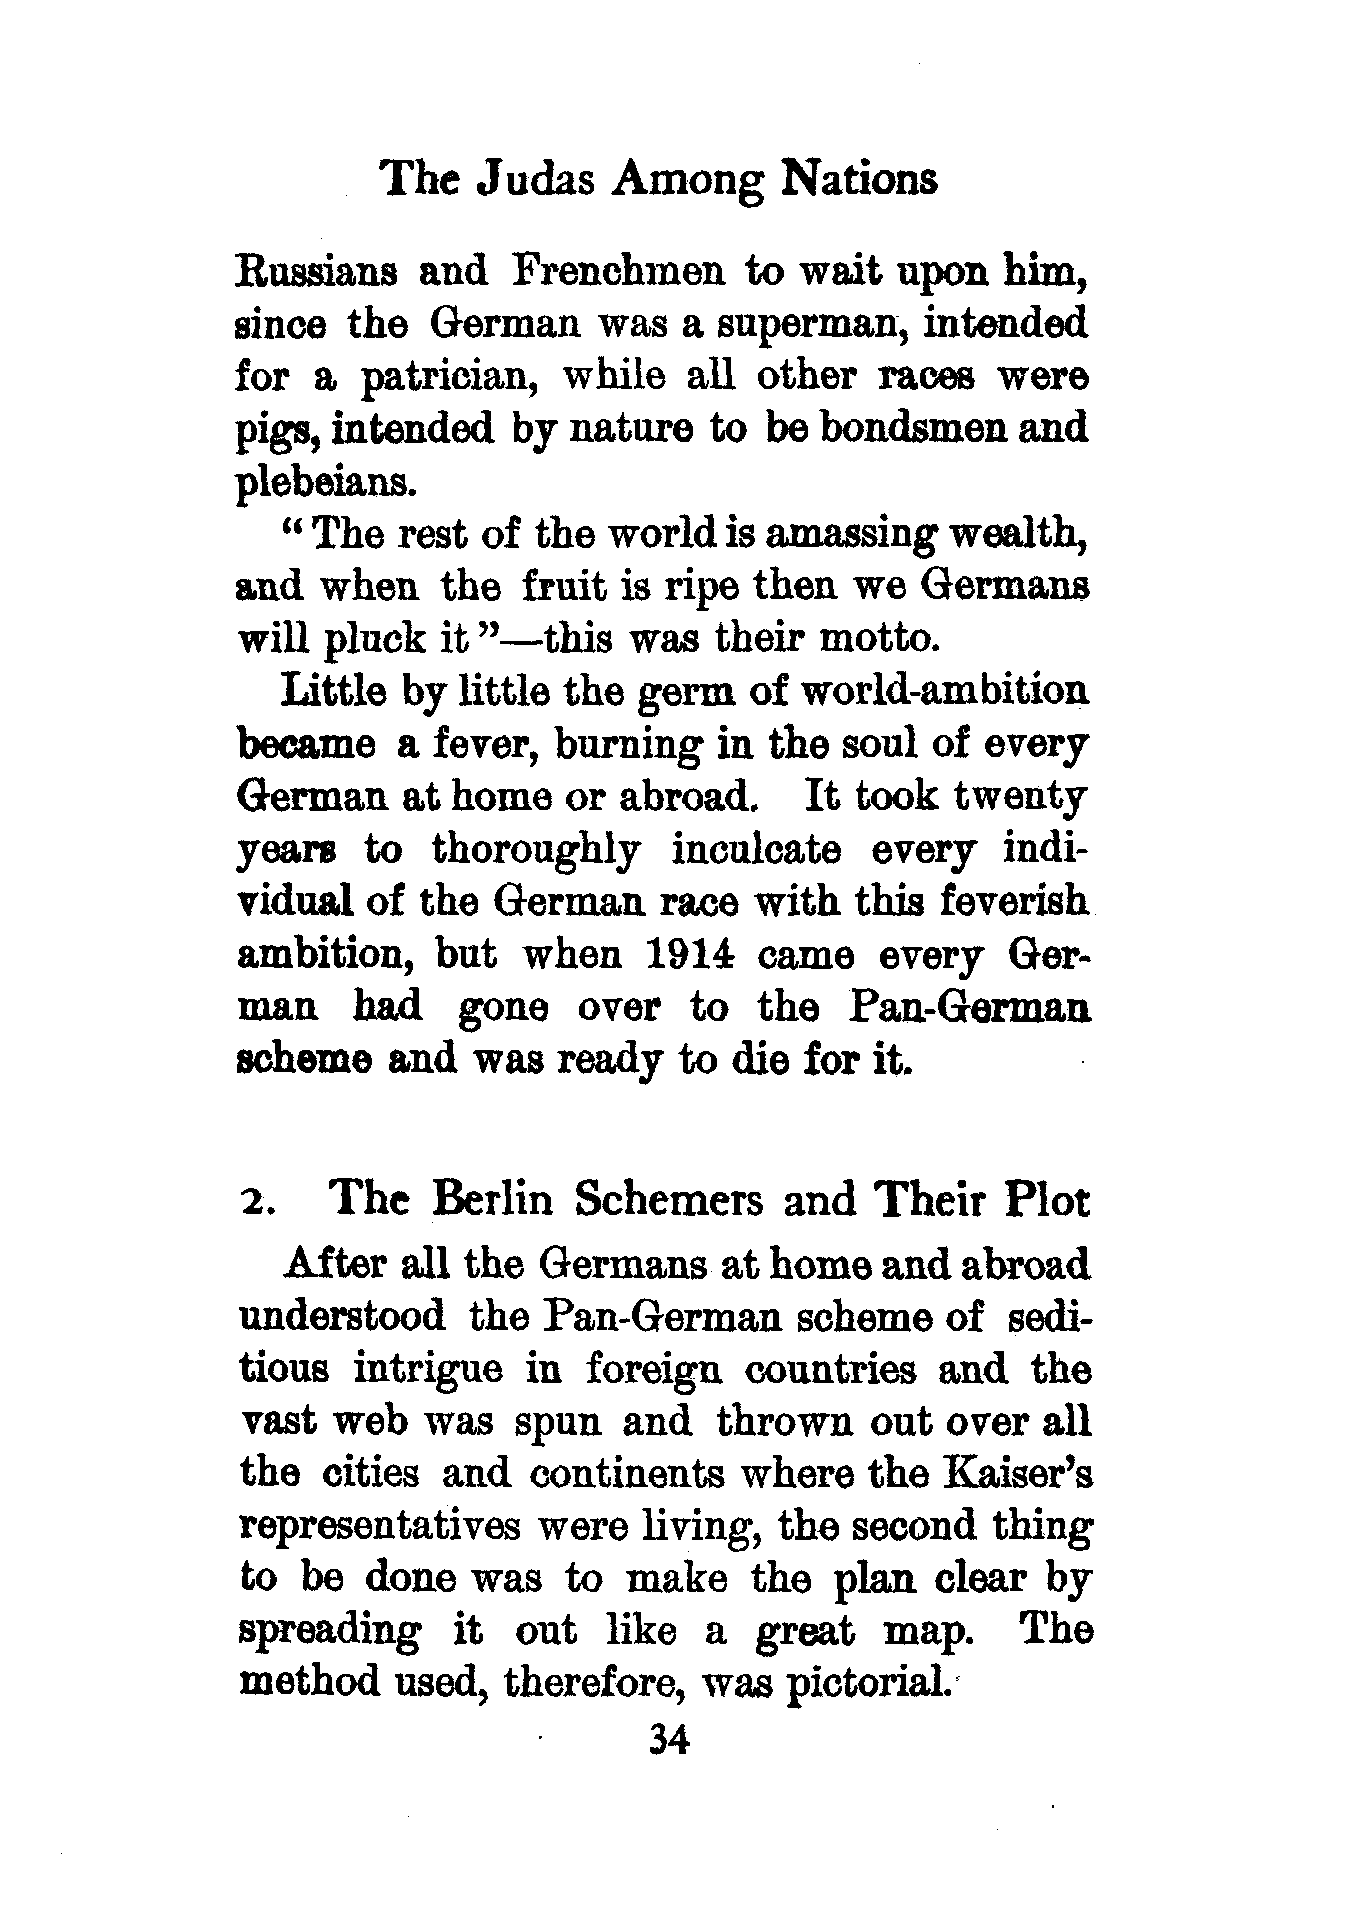 The Judas Among Nations
Russians and Frenchmen to wait upon him,
since the German was a superman, intended
for a patrician, while all other races were
pigs, intended by nature to be bondsmen and
plebeians.
“The rest of the world is amassing wealth,
and when the fruit is ripe then we Germans
will pluck it”—this was their motto.
Little by little the germ of world-ambition
became a fever, burning in the soul of every
German at home or abroad. It took twenty
years to thoroughly inculcate every indi-
vidual of the German race with this feverish
ambition, but when 1914 came every Ger-
man had gone over to the Pan-German
scheme and was ready to die for it.
2. The Berlin Schemers and Their Plot
After all the Germans at home and abroad
understood the Pan-German scheme of sedi-
tious intrigue in foreign countries and the
vast web was spun and thrown out over all
the cities and continents where the Kaiser's
representatives were living, the second thing
to be done was to make the plan clear by
spreading it out like a great map. The
method used, therefore, was pictorial.
34